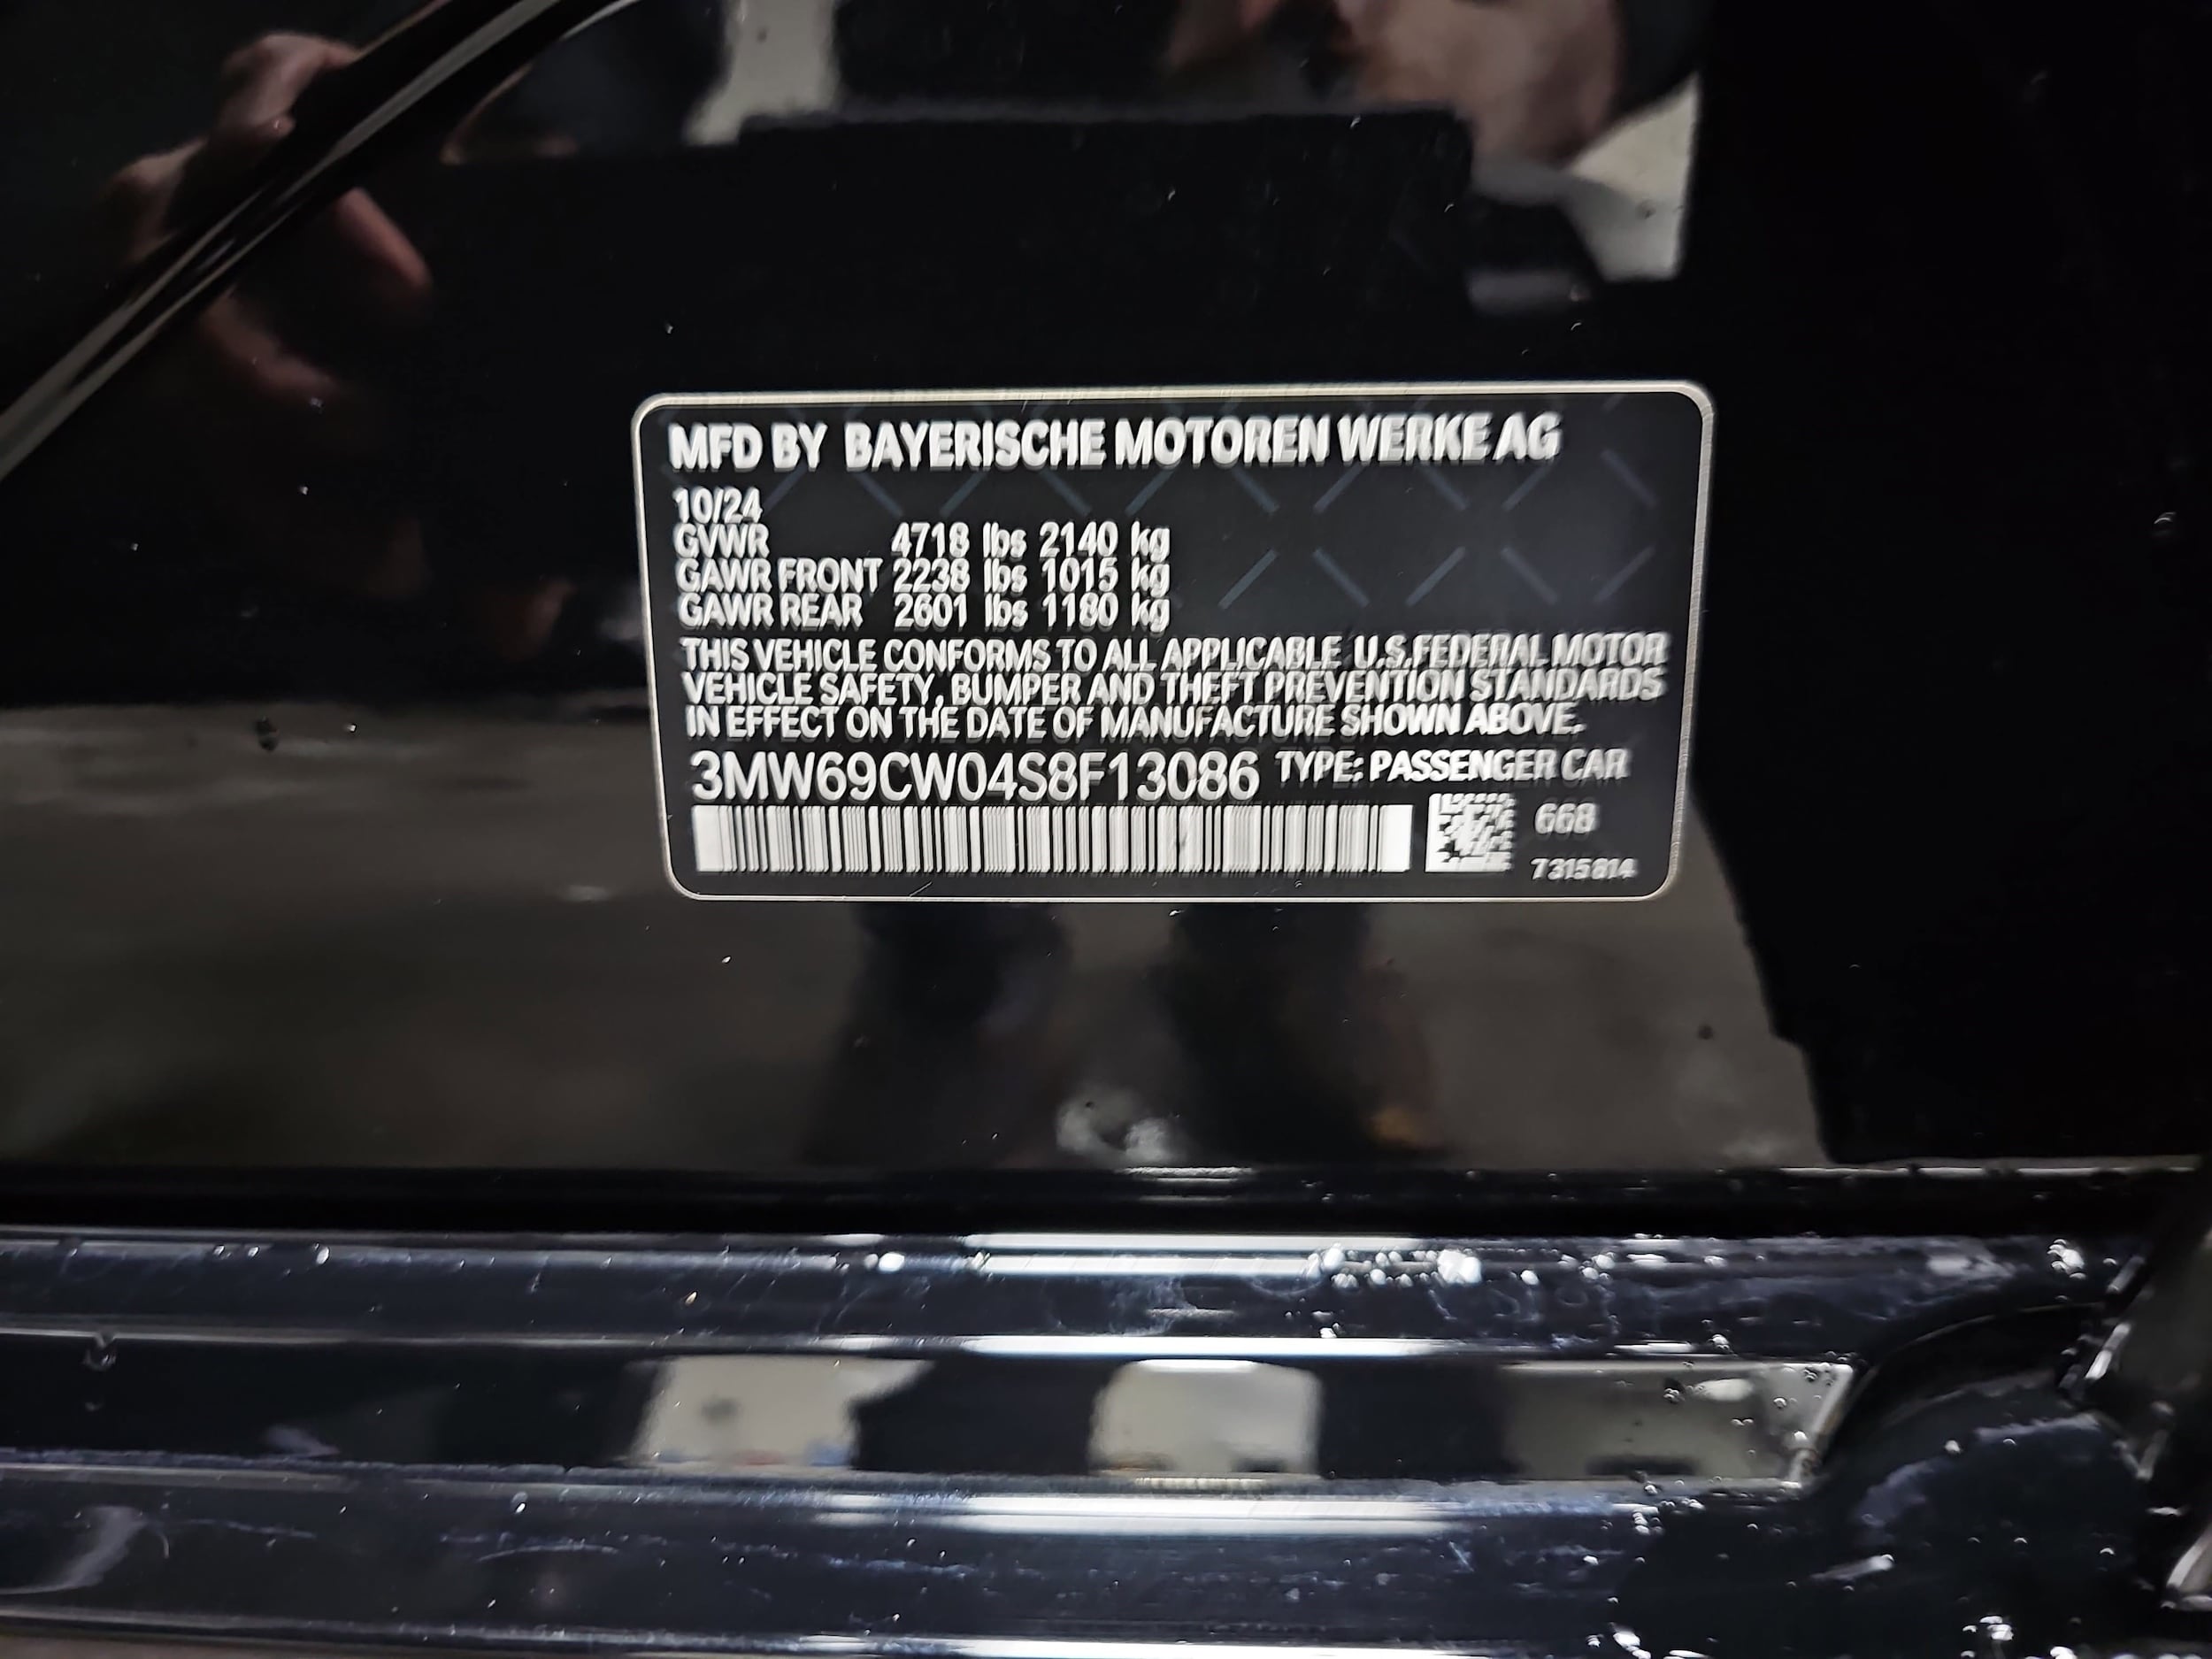 MFD BY BAYERISCHE MOTOREN WERKE AG
10/24
GVWR 4718 lbs 2140 kg
GAWR FRONT 2238 lbs 1015 kg
GAWR REAR 2601 lbs 1180 kg
THIS VEHICLE CONFORMS TO ALL APPLICABLE U.S.FEDERAL MOTOR
VEHICLE SAFETY, BUMPER AND THEFT PREVENTION STANDARDS
IN EFFECT ON THE DATE OF MANUFACTURE SHOWN ABOVE.
3MW69CW04S8F13086 TYPE: PASSENGER CAR
668
7315814